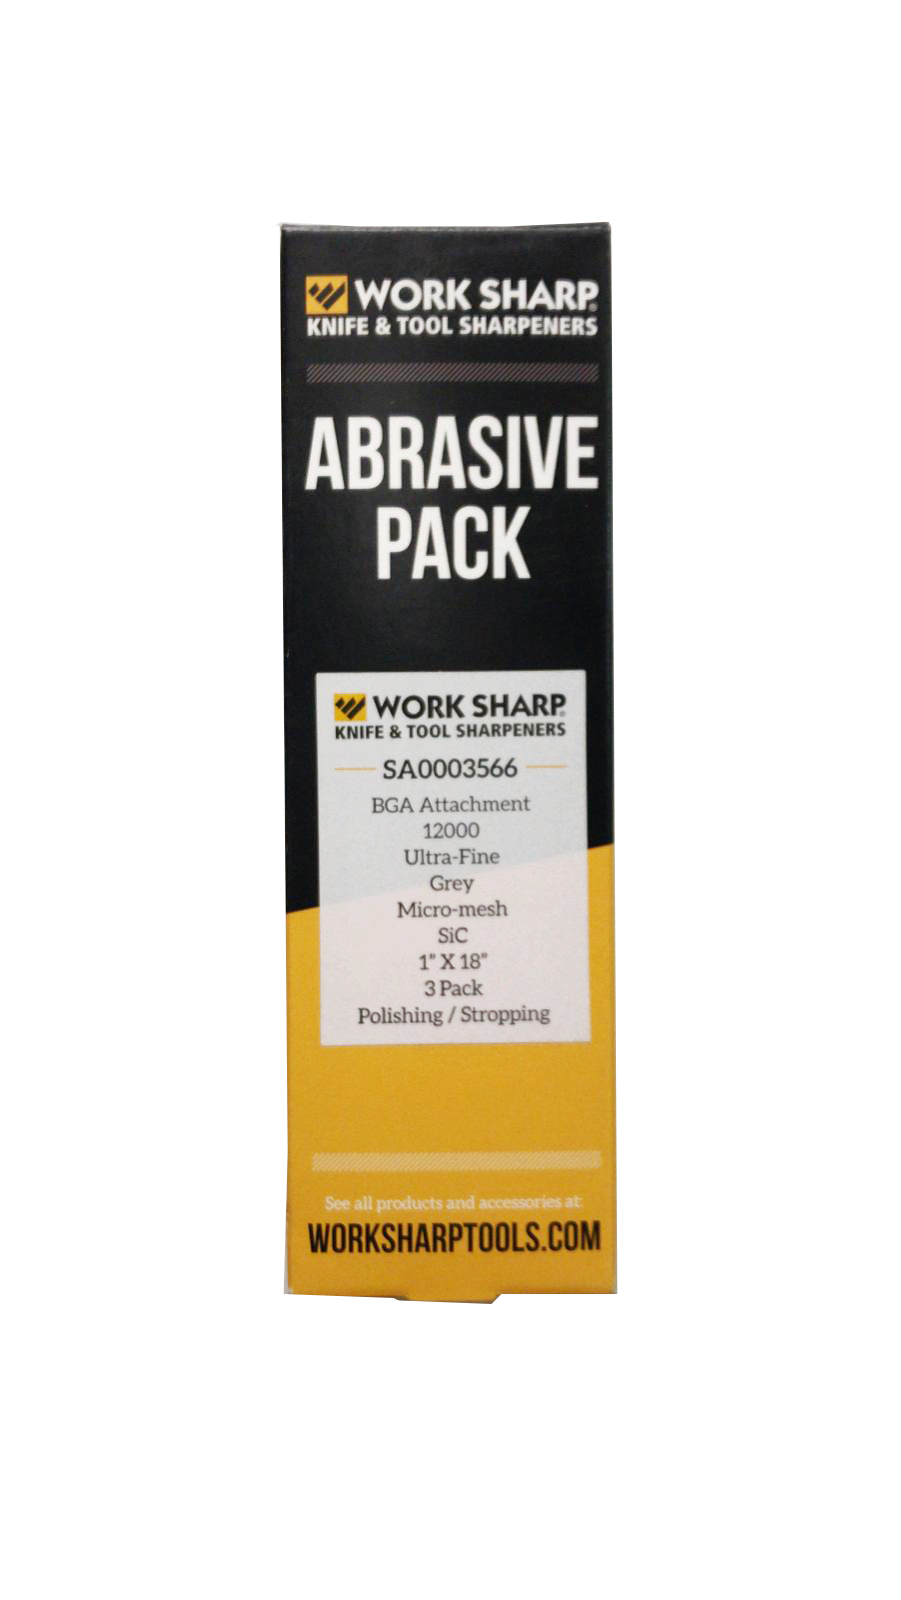 WORK SHARP®
KNIFE & TOOL SHARPENERS
ABRASIVE
PACK
WORK SHARP®
KNIFE & TOOL SHARPENERS
SA0003566
BGA Attachment
12000
Ultra-Fine
Grey
Micro-mesh
SiC
1” X 18”
3 Pack
Polishing / Stropping
See all products and accessories at:
WORKSHARPTOOLS.COM